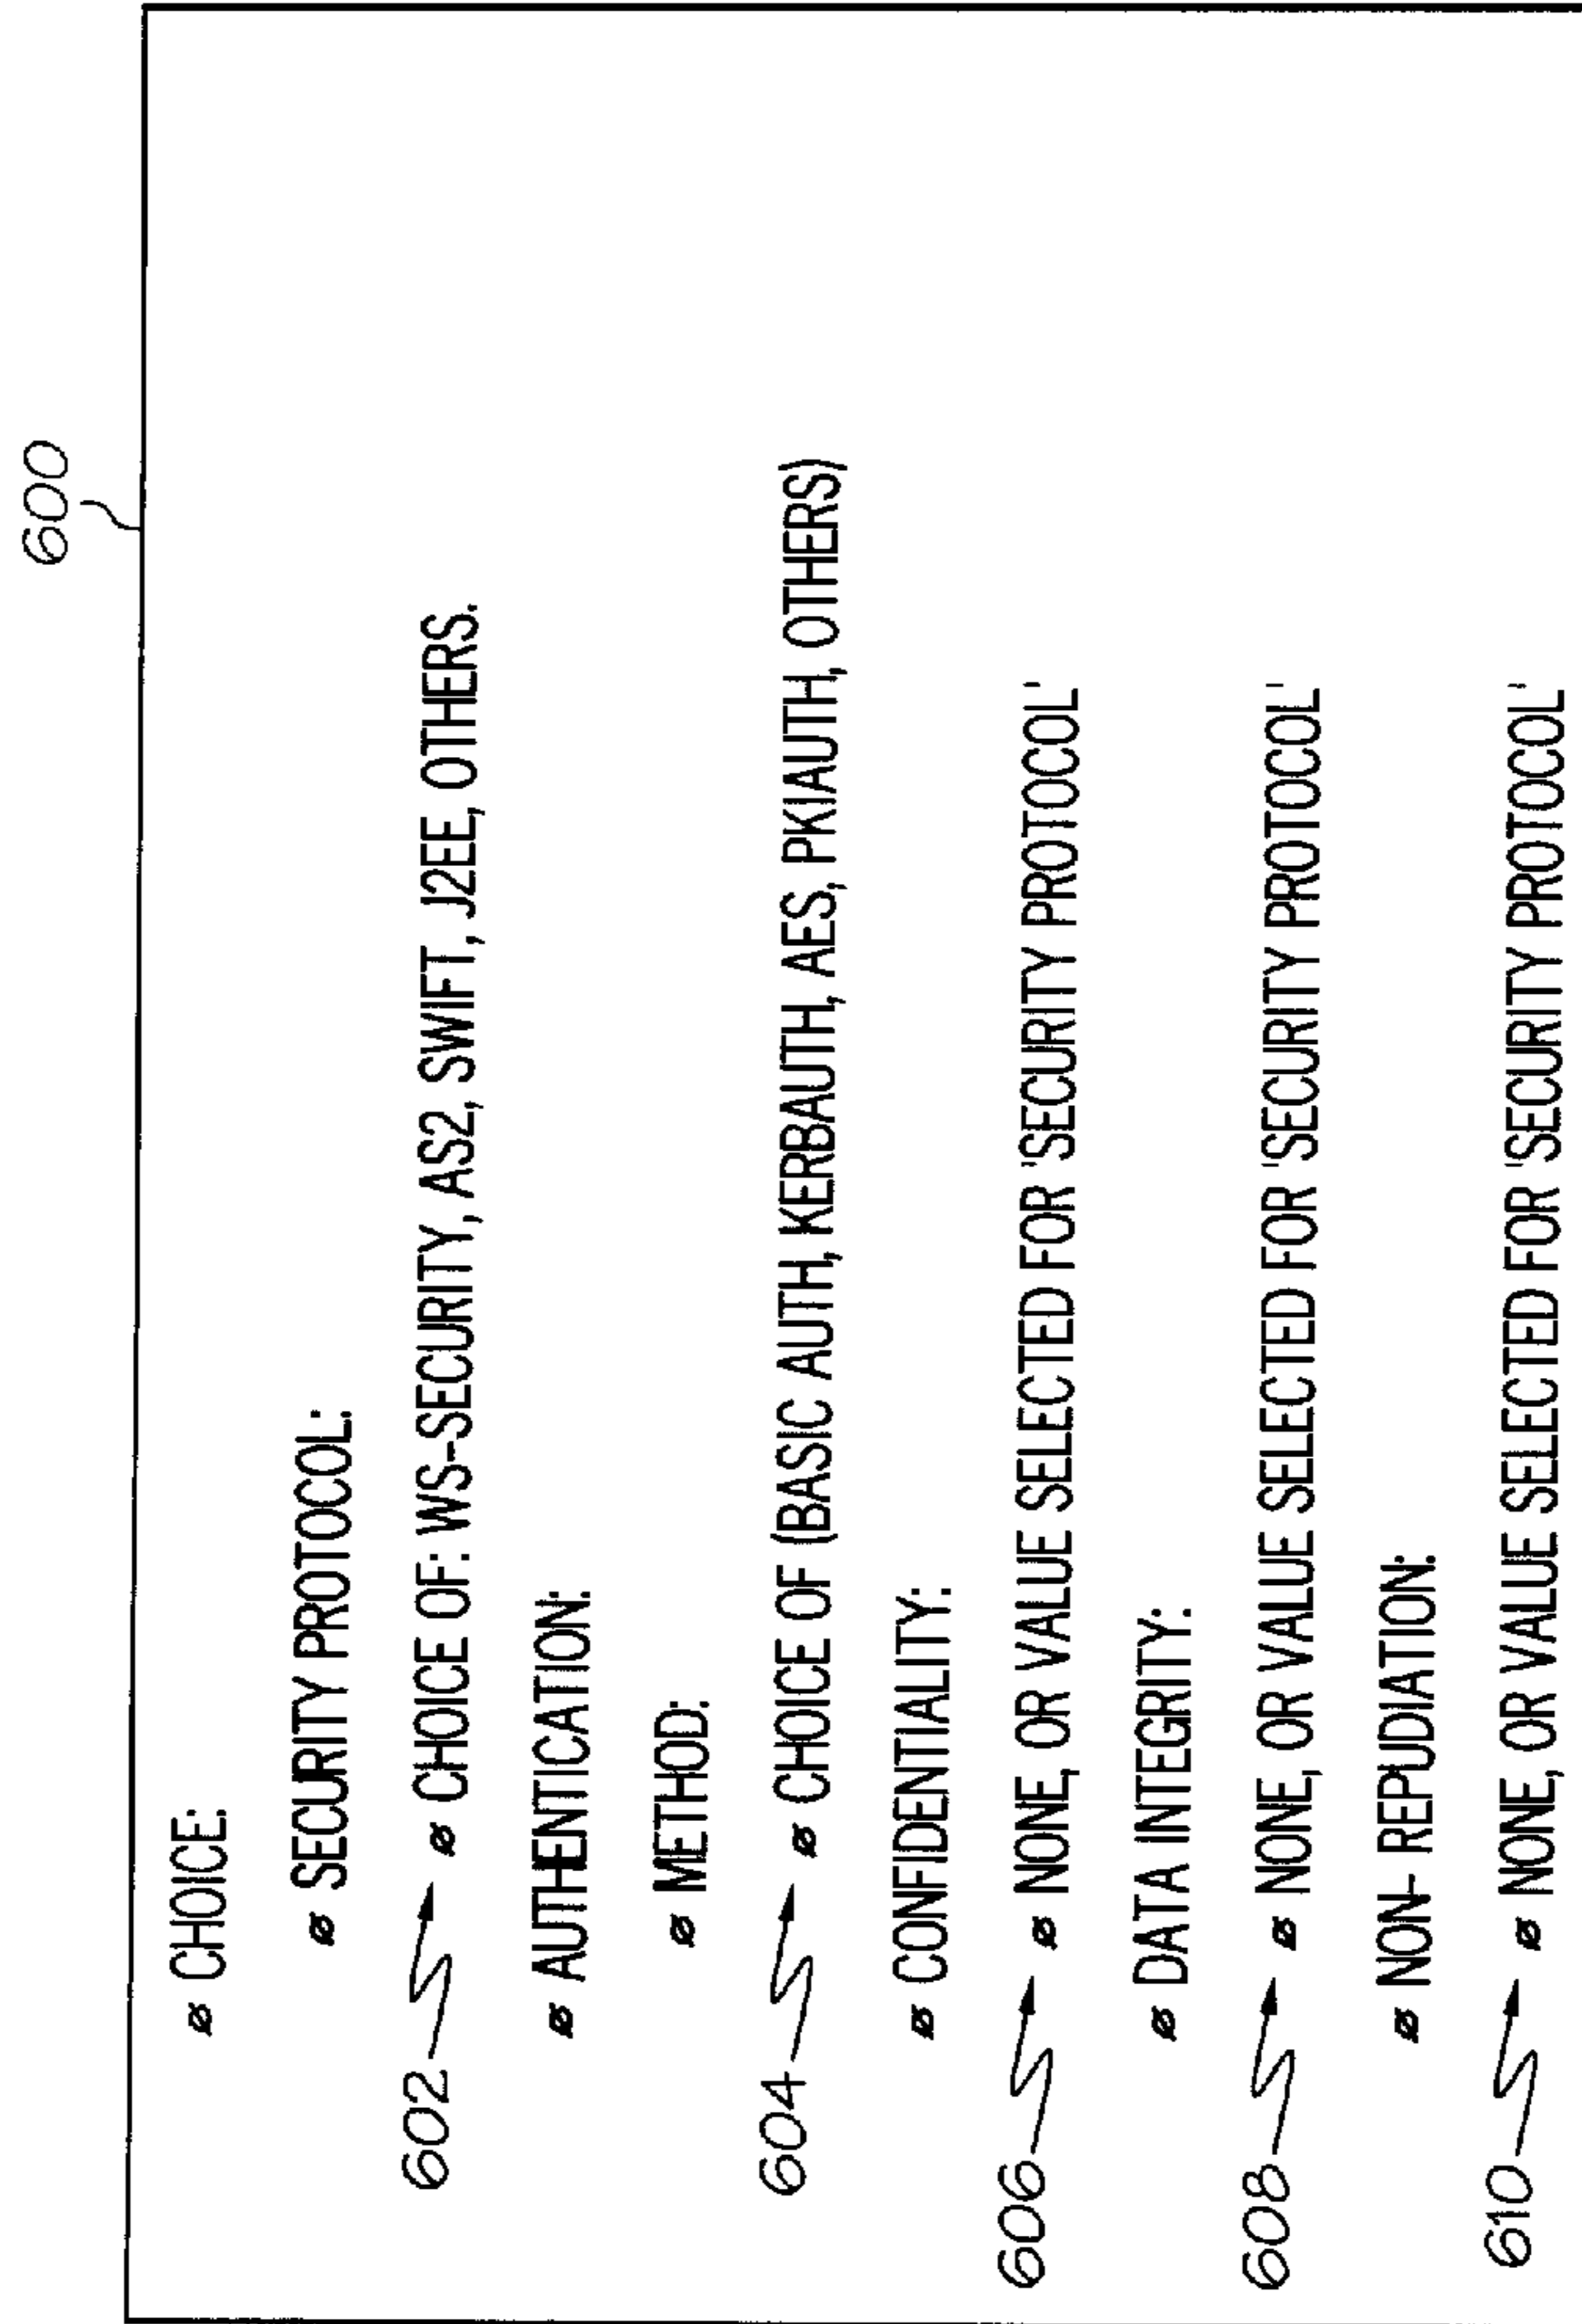 600
CHOICE:
SECURITY PROTOCOL:
602 CHOICE OF: WS-SECURITY, AS2, SWIFT, J2EE, OTHERS.
AUTHENTICATION:
METHOD:
604 CHOICE OF (BASIC AUTH, KERBAUTH, AES, PKIAUTH, OTHERS)
CONFIDENTIALITY:
606 NONE, OR VALUE SELECTED FOR 'SECURITY PROTOCOL'
DATA INTEGRITY:
608 NONE, OR VALUE SELECTED FOR 'SECURITY PROTOCOL'
NON- REPUDIATION:
610 NONE, OR VALUE SELECTED FOR 'SECURITY PROTOCOL'